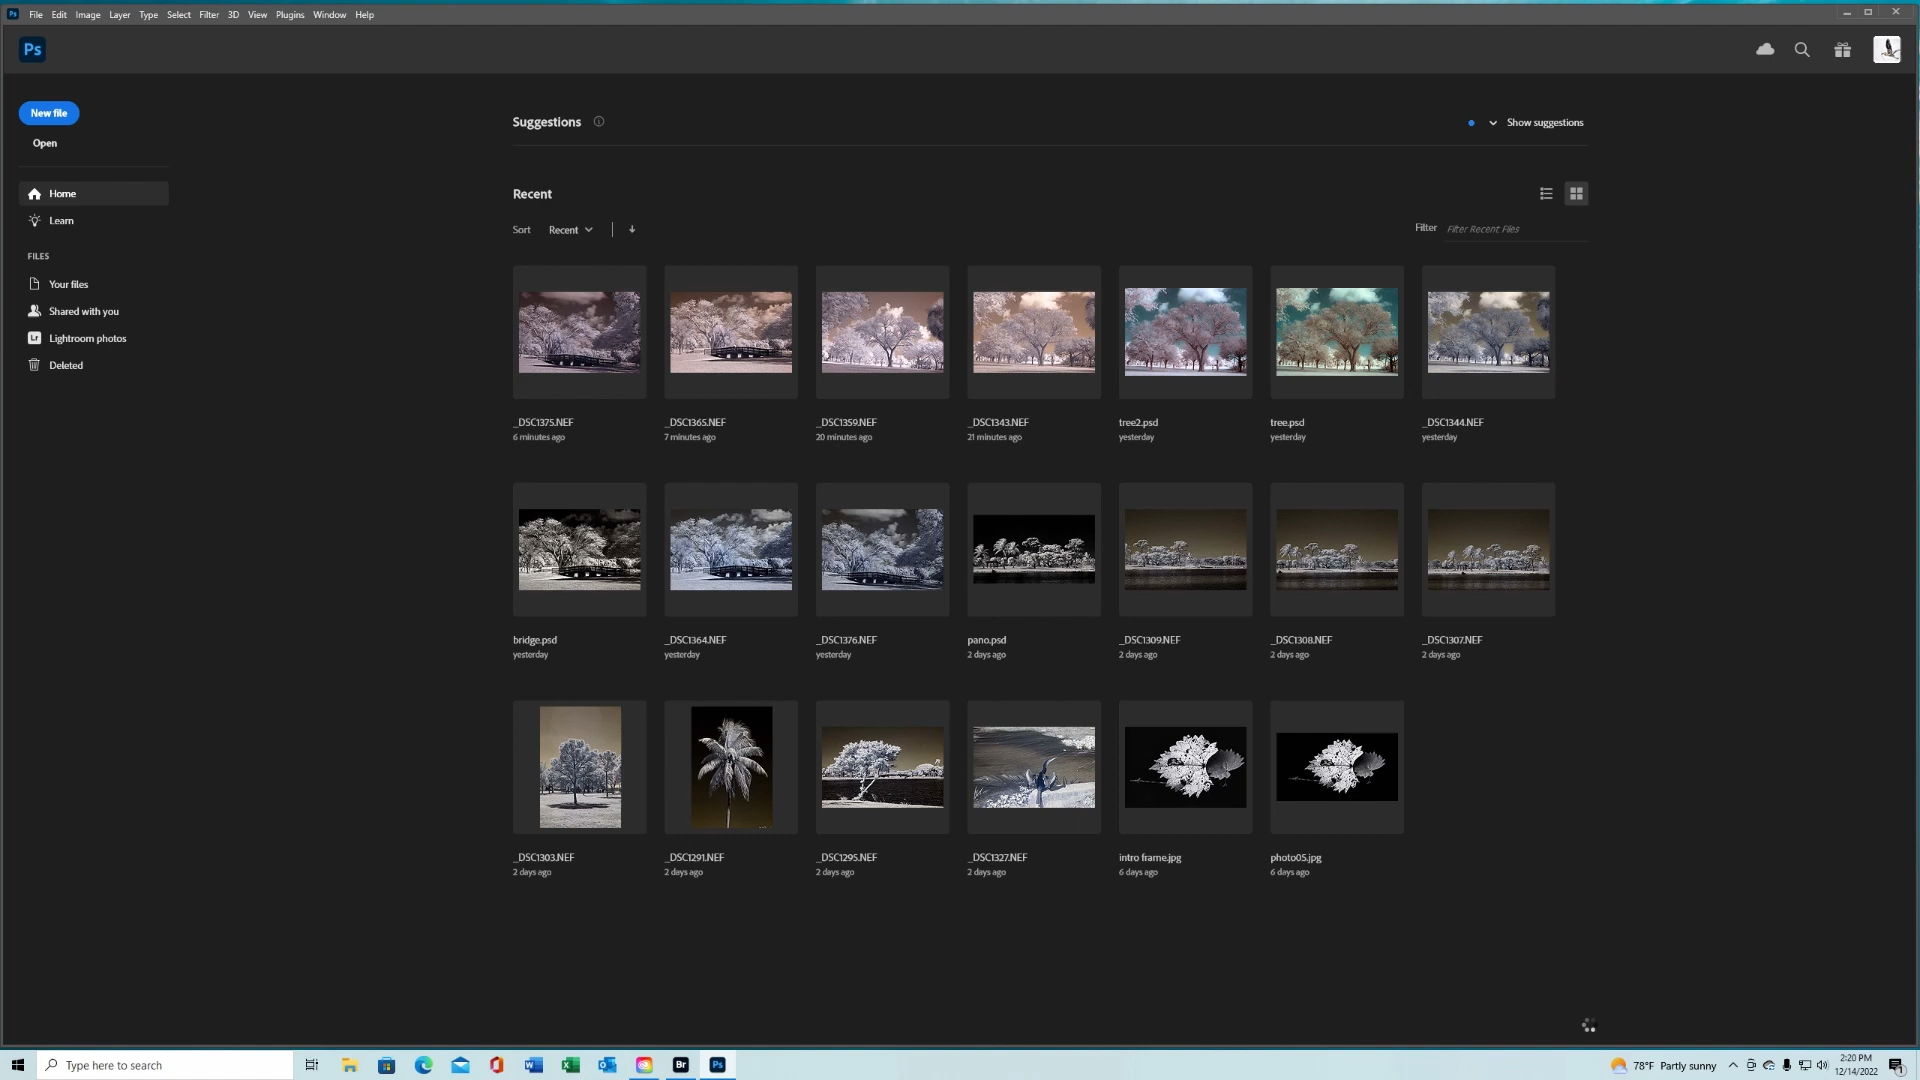 Ps File Edit Image Layer Type Select Filter 3D View Plugins Window Help
Ps
New file
Open
Home
Learn
FILES
Your files
Shared with you
Lr Lightroom photos
Deleted
Suggestions
Show suggestions
Recent
Sort Recent
Filter Filter Recent Files
_DSC1375.NEF
6 minutes ago
_DSC1365.NEF
7 minutes ago
_DSC1359.NEF
20 minutes ago
_DSC1343.NEF
21 minutes ago
tree2.psd
yesterday
tree.psd
yesterday
_DSC1344.NEF
yesterday
bridge.psd
yesterday
_DSC1364.NEF
yesterday
_DSC1376.NEF
yesterday
pano.psd
2 days ago
_DSC1309.NEF
2 days ago
_DSC1308.NEF
2 days ago
_DSC1307.NEF
2 days ago
_DSC1303.NEF
2 days ago
_DSC1291.NEF
2 days ago
_DSC1295.NEF
2 days ago
_DSC1327.NEF
2 days ago
intro frame.jpg
6 days ago
photo05.jpg
6 days ago
Type here to search
Br
Ps
78°F Partly sunny
2:20 PM
12/14/2022
1